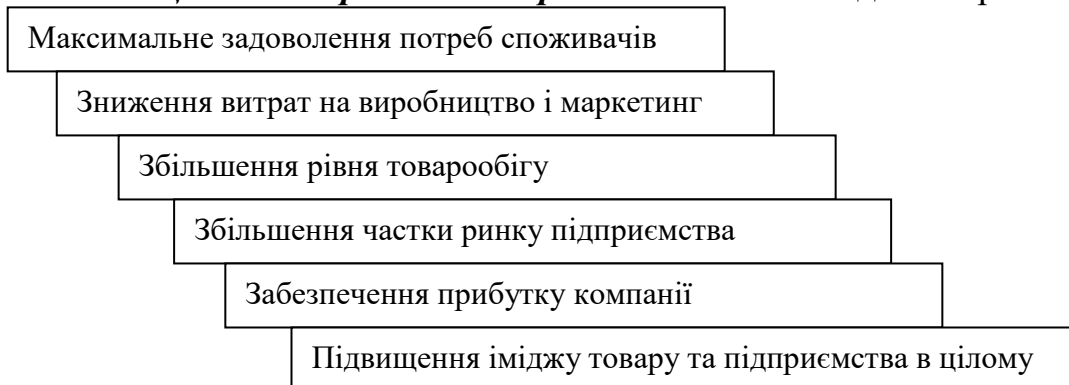 Максимальне задоволення потреб споживачів
Зниження витрат на виробництво і маркетинг
Збільшення рівня товарообігу
Збільшення частки ринку підприємства
Забезпечення прибутку компанії
Підвищення іміджу товару та підприємства в цілому